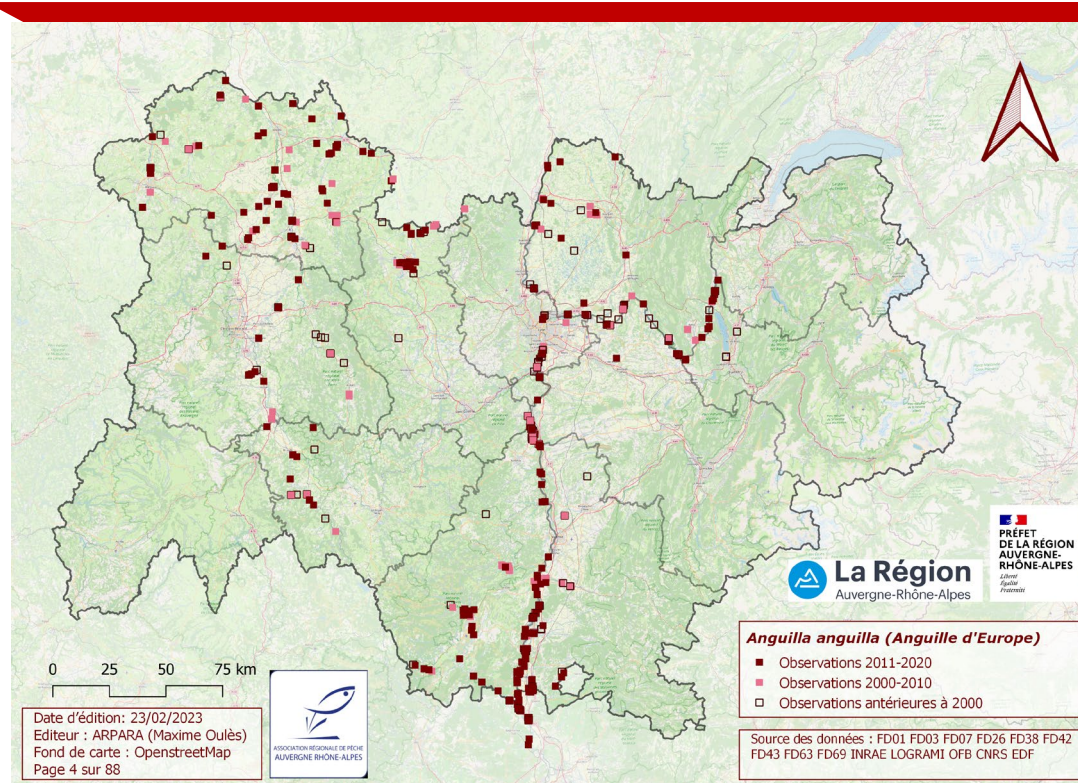 PRÉFET
DE LA RÉGION
AUVERGNE-
RHÔNE-ALPES
Liberté
Égalité
Fraternité
La Région
Auvergne-Rhône-Alpes
Anguilla anguilla (Anguille d'Europe)
Observations 2011-2020
Observations 2000-2010
Observations antérieures à 2000
0 25 50 75 km
Date d'édition: 23/02/2023
Editeur : ARPARA (Maxime Oulès)
Fond de carte : OpenstreetMap
Page 4 sur 88
ASSOCIATION RÉGIONALE DE PÊCHE
AUVERGNE RHONE-ALPES
Source des données : FD01 FD03 FD07 FD26 FD38 FD42
FD43 FD63 FD69 INRAE LOGRAMI OFB CNRS EDF